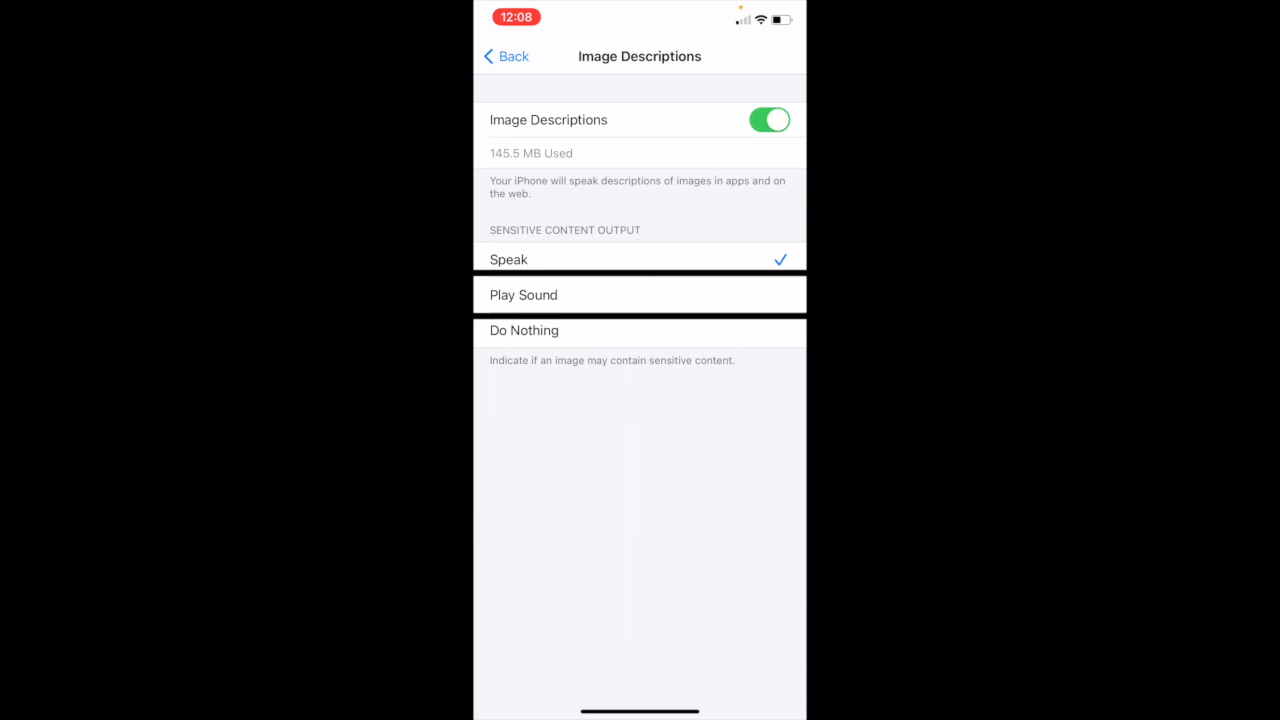 12:08
Back
Image Descriptions
Image Descriptions
145.5 MB Used
Your iPhone will speak descriptions of images in apps and on
the web.
SENSITIVE CONTENT OUTPUT
Speak
Play Sound
Do Nothing
Indicate if an image may contain sensitive content.